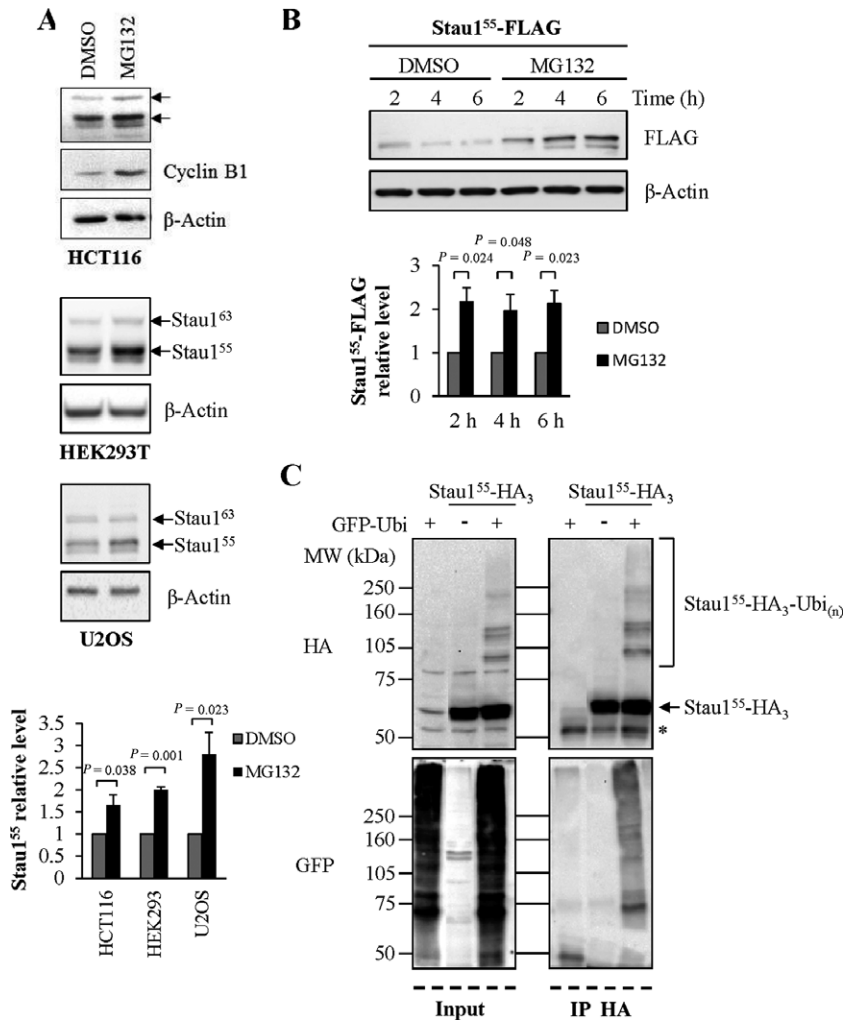 A
DMSO
MG132
Cyclin B1
β-Actin
HCT116
Stau1⁶³
Stau1⁵⁵
β-Actin
HEK293T
Stau1⁶³
Stau1⁵⁵
β-Actin
U2OS
P = 0.023
P = 0.001
P = 0.038
DMSO
MG132
Stau1⁵⁵ relative level
3.5
3
2.5
2
1.5
1
0.5
0
HCT116
HEK293
U2OS
B
Stau1⁵⁵-FLAG
DMSO MG132
2 4 6 2 4 6 Time (h)
FLAG
β-Actin
P = 0.048
P = 0.024 P = 0.023
Stau1⁵⁵-FLAG
relative level
3
2
1
0
DMSO
MG132
2 h 4 h 6 h
C
Stau1⁵⁵-HA₃ Stau1⁵⁵-HA₃
GFP-Ubi + - + + - +
MW (kDa)
250
160
105
75
50
HA
Stau1⁵⁵-HA₃-Ubi₍ₙ₎
Stau1⁵⁵-HA₃
*
GFP
250
160
105
75
50
Input IP HA